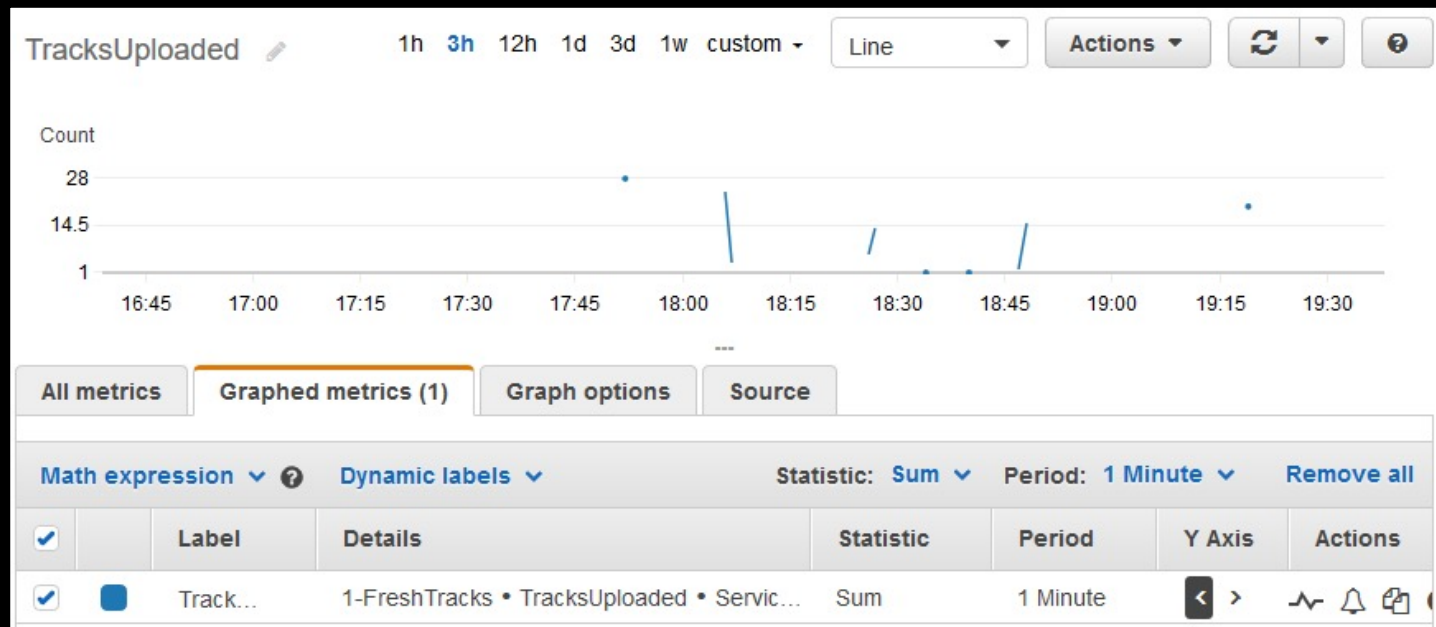 TracksUploaded 1h 3h 12h 1d 3d 1w custom Line Actions
Count
28
14.5
1
16:45 17:00 17:15 17:30 17:45 18:00 18:15 18:30 18:45 19:00 19:15 19:30
All metrics Graphed metrics (1) Graph options Source
Math expression Dynamic labels Statistic: Sum Period: 1 Minute Remove all
Label Details Statistic Period Y Axis Actions
Track... 1-FreshTracks • TracksUploaded • Servic... Sum 1 Minute < >